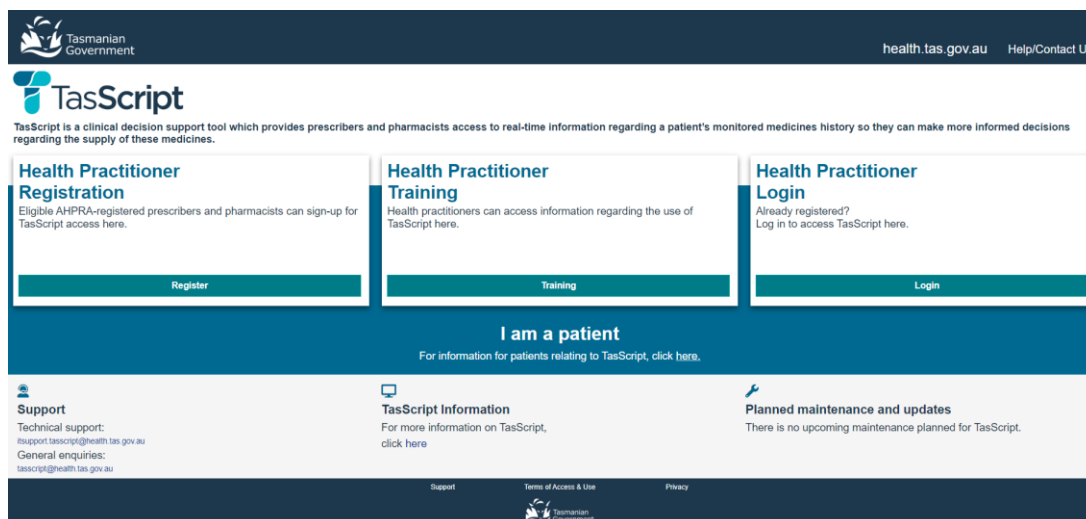 Tasmanian
Government
health.tas.gov.au
Help/Contact U
TasScript
TasScript is a clinical decision support tool which provides prescribers and pharmacists access to real-time information regarding a patient's monitored medicines history so they can make more informed decisions
regarding the supply of these medicines.
Health Practitioner
Registration
Eligible AHPRA-registered prescribers and pharmacists can sign-up for
TasScript access here.
Register
Health Practitioner
Training
Health practitioners can access information regarding the use of
TasScript here.
Training
Health Practitioner
Login
Already registered?
Log in to access TasScript here.
Login
I am a patient
For information for patients relating to TasScript, click here.
Support
Technical support:
itsupport.tasscript@health.tas.gov.au
General enquiries:
tasscript@health.tas.gov.au
TasScript Information
For more information on TasScript,
click here
Planned maintenance and updates
There is no upcoming maintenance planned for TasScript.
Support
Terms of Access & Use
Privacy
Tasmanian
Government